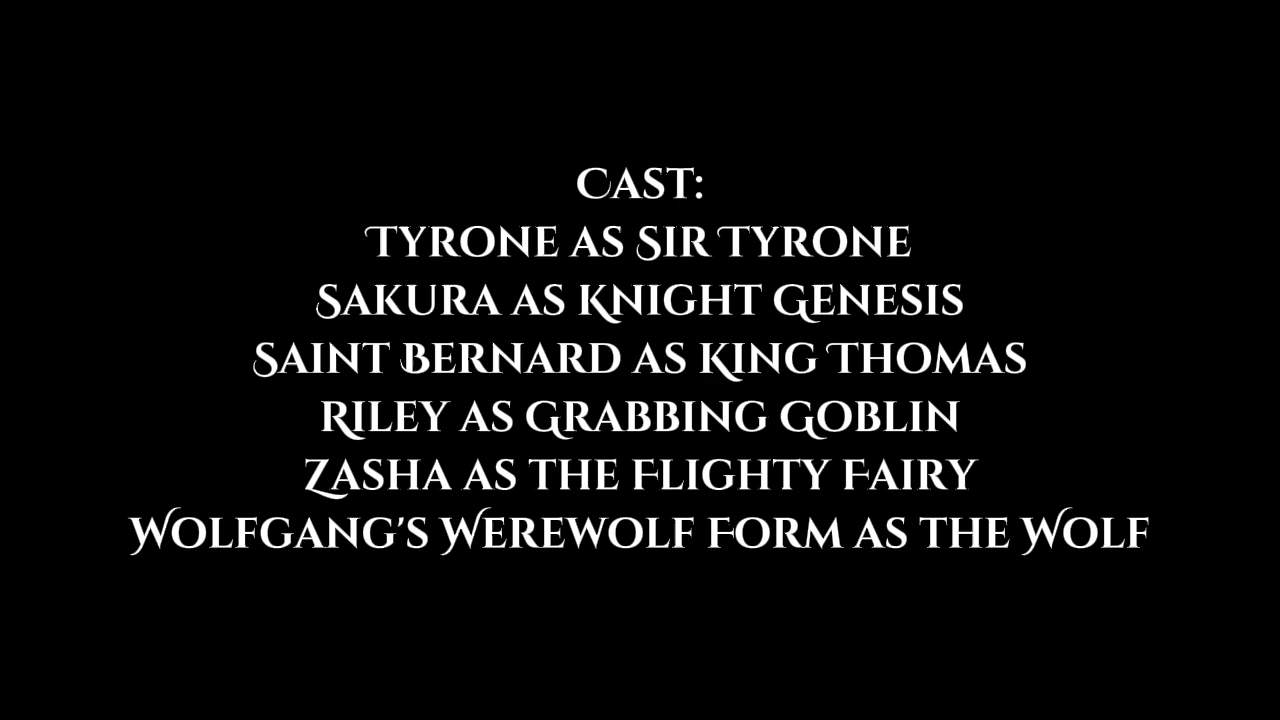 Cast:
Tyrone as Sir Tyrone
Sakura as Knight Genesis
Saint Bernard as King Thomas
Riley as Grabbing Goblin
Zasha as the Flighty Fairy
Wolfgang's Werewolf Form as the Wolf